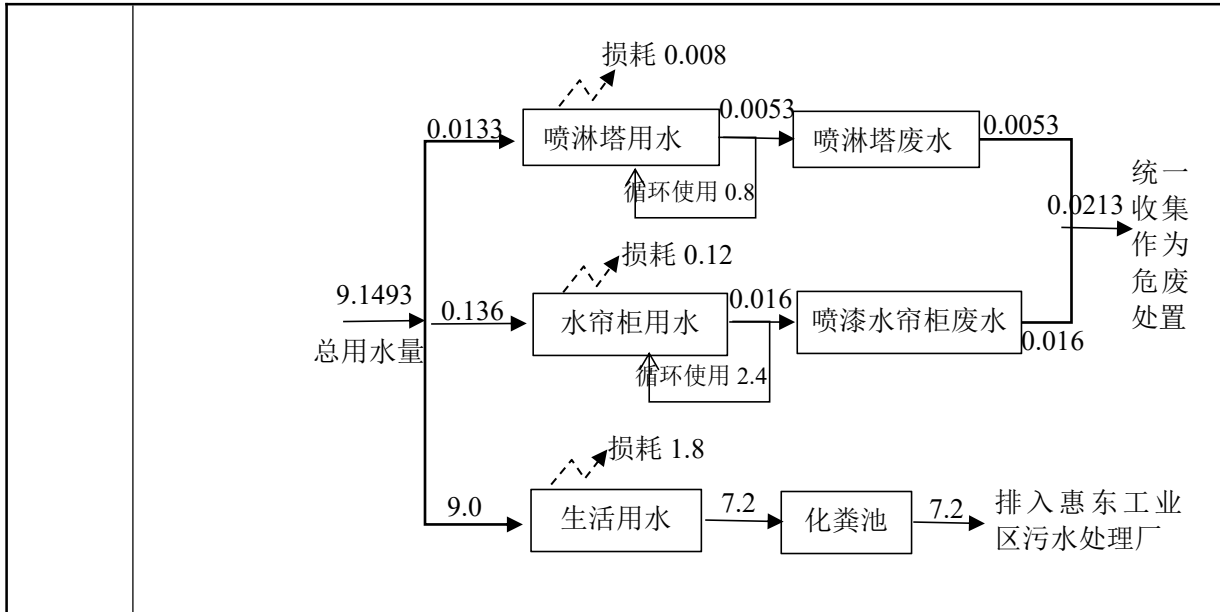 损耗 0.008
0.0133
喷淋塔用水
0.0053
喷淋塔废水
0.0053
循环使用 0.8
0.0213
统一
收集
作为
危废
处置
损耗 0.12
9.1493
总用水量
0.136
水帘柜用水
0.016
喷漆水帘柜废水
0.016
循环使用 2.4
损耗 1.8
9.0
生活用水
7.2
化粪池
7.2
排入惠东工业
区污水处理厂